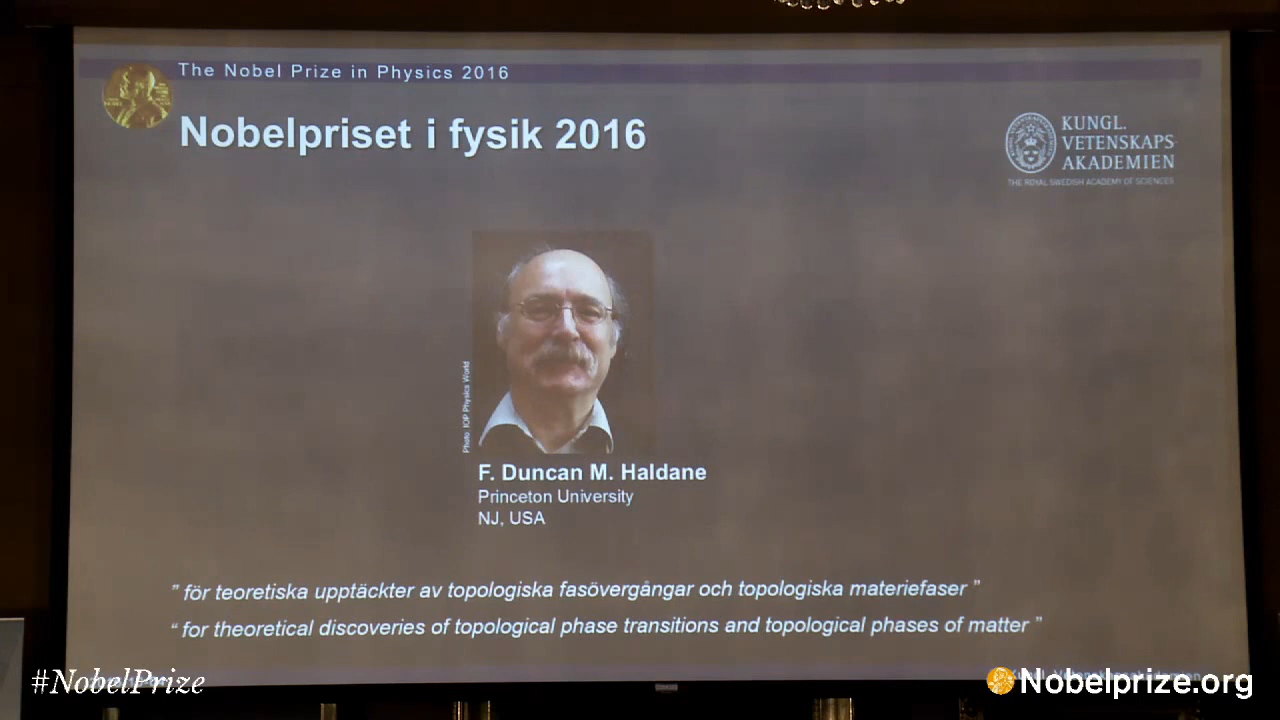 The Nobel Prize in Physics 2016
Nobelpriset i fysik 2016
KUNGL.
VETENSKAPS
AKADEMIEN
THE ROYAL SWEDISH ACADEMY OF SCIENCES
Photo: IOP Physics World
F. Duncan M. Haldane
Princeton University
NJ, USA
” för teoretiska upptäckter av topologiska fasövergångar och topologiska materiefaser ”
“ for theoretical discoveries of topological phase transitions and topological phases of matter ”
#NobelPrize
Nobelprize.org